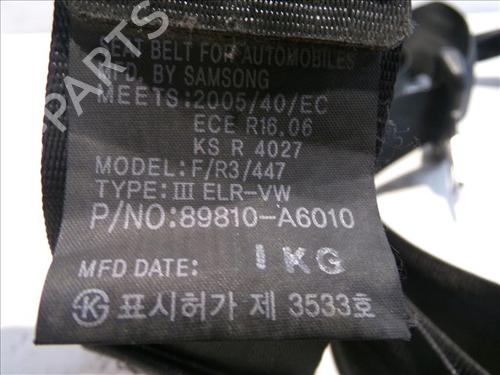 SEAT BELT FOR AUTOMOBILES
MFD. BY SAMSONG
MEETS:2005/40/EC
ECE R16.06
KS R 4027
MODEL:F/R3/447
TYPE:III ELR-VW
P/NO:89810-A6010
MFD DATE: 1KG
표시허가 제 3533호
B-PARTS